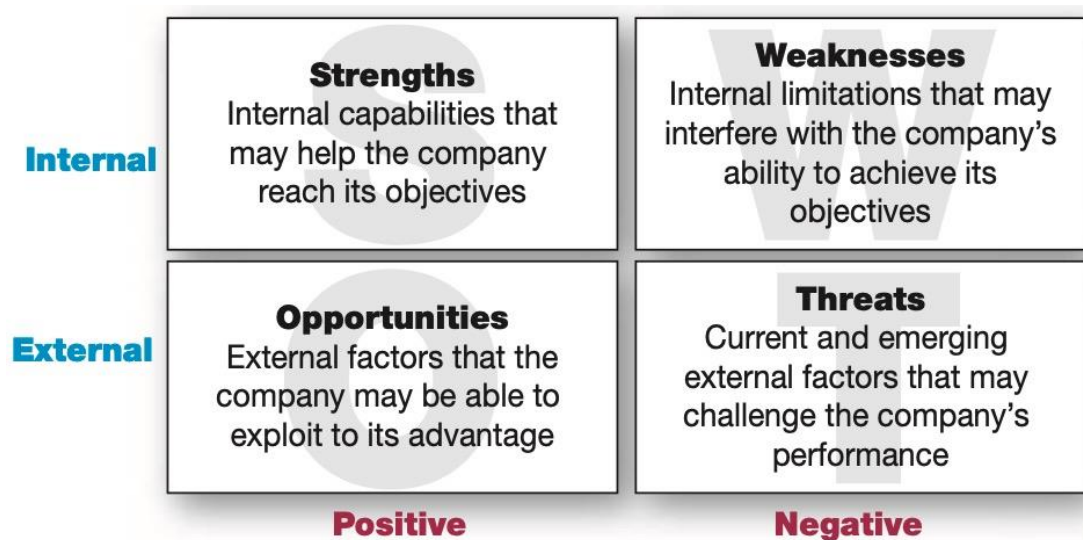 Internal
Strengths
Internal capabilities that
may help the company
reach its objectives
Weaknesses
Internal limitations that may
interfere with the company’s
ability to achieve its
objectives
External
Opportunities
External factors that the
company may be able to
exploit to its advantage
Threats
Current and emerging
external factors that may
challenge the company’s
performance
Positive
Negative
S
W
O
T